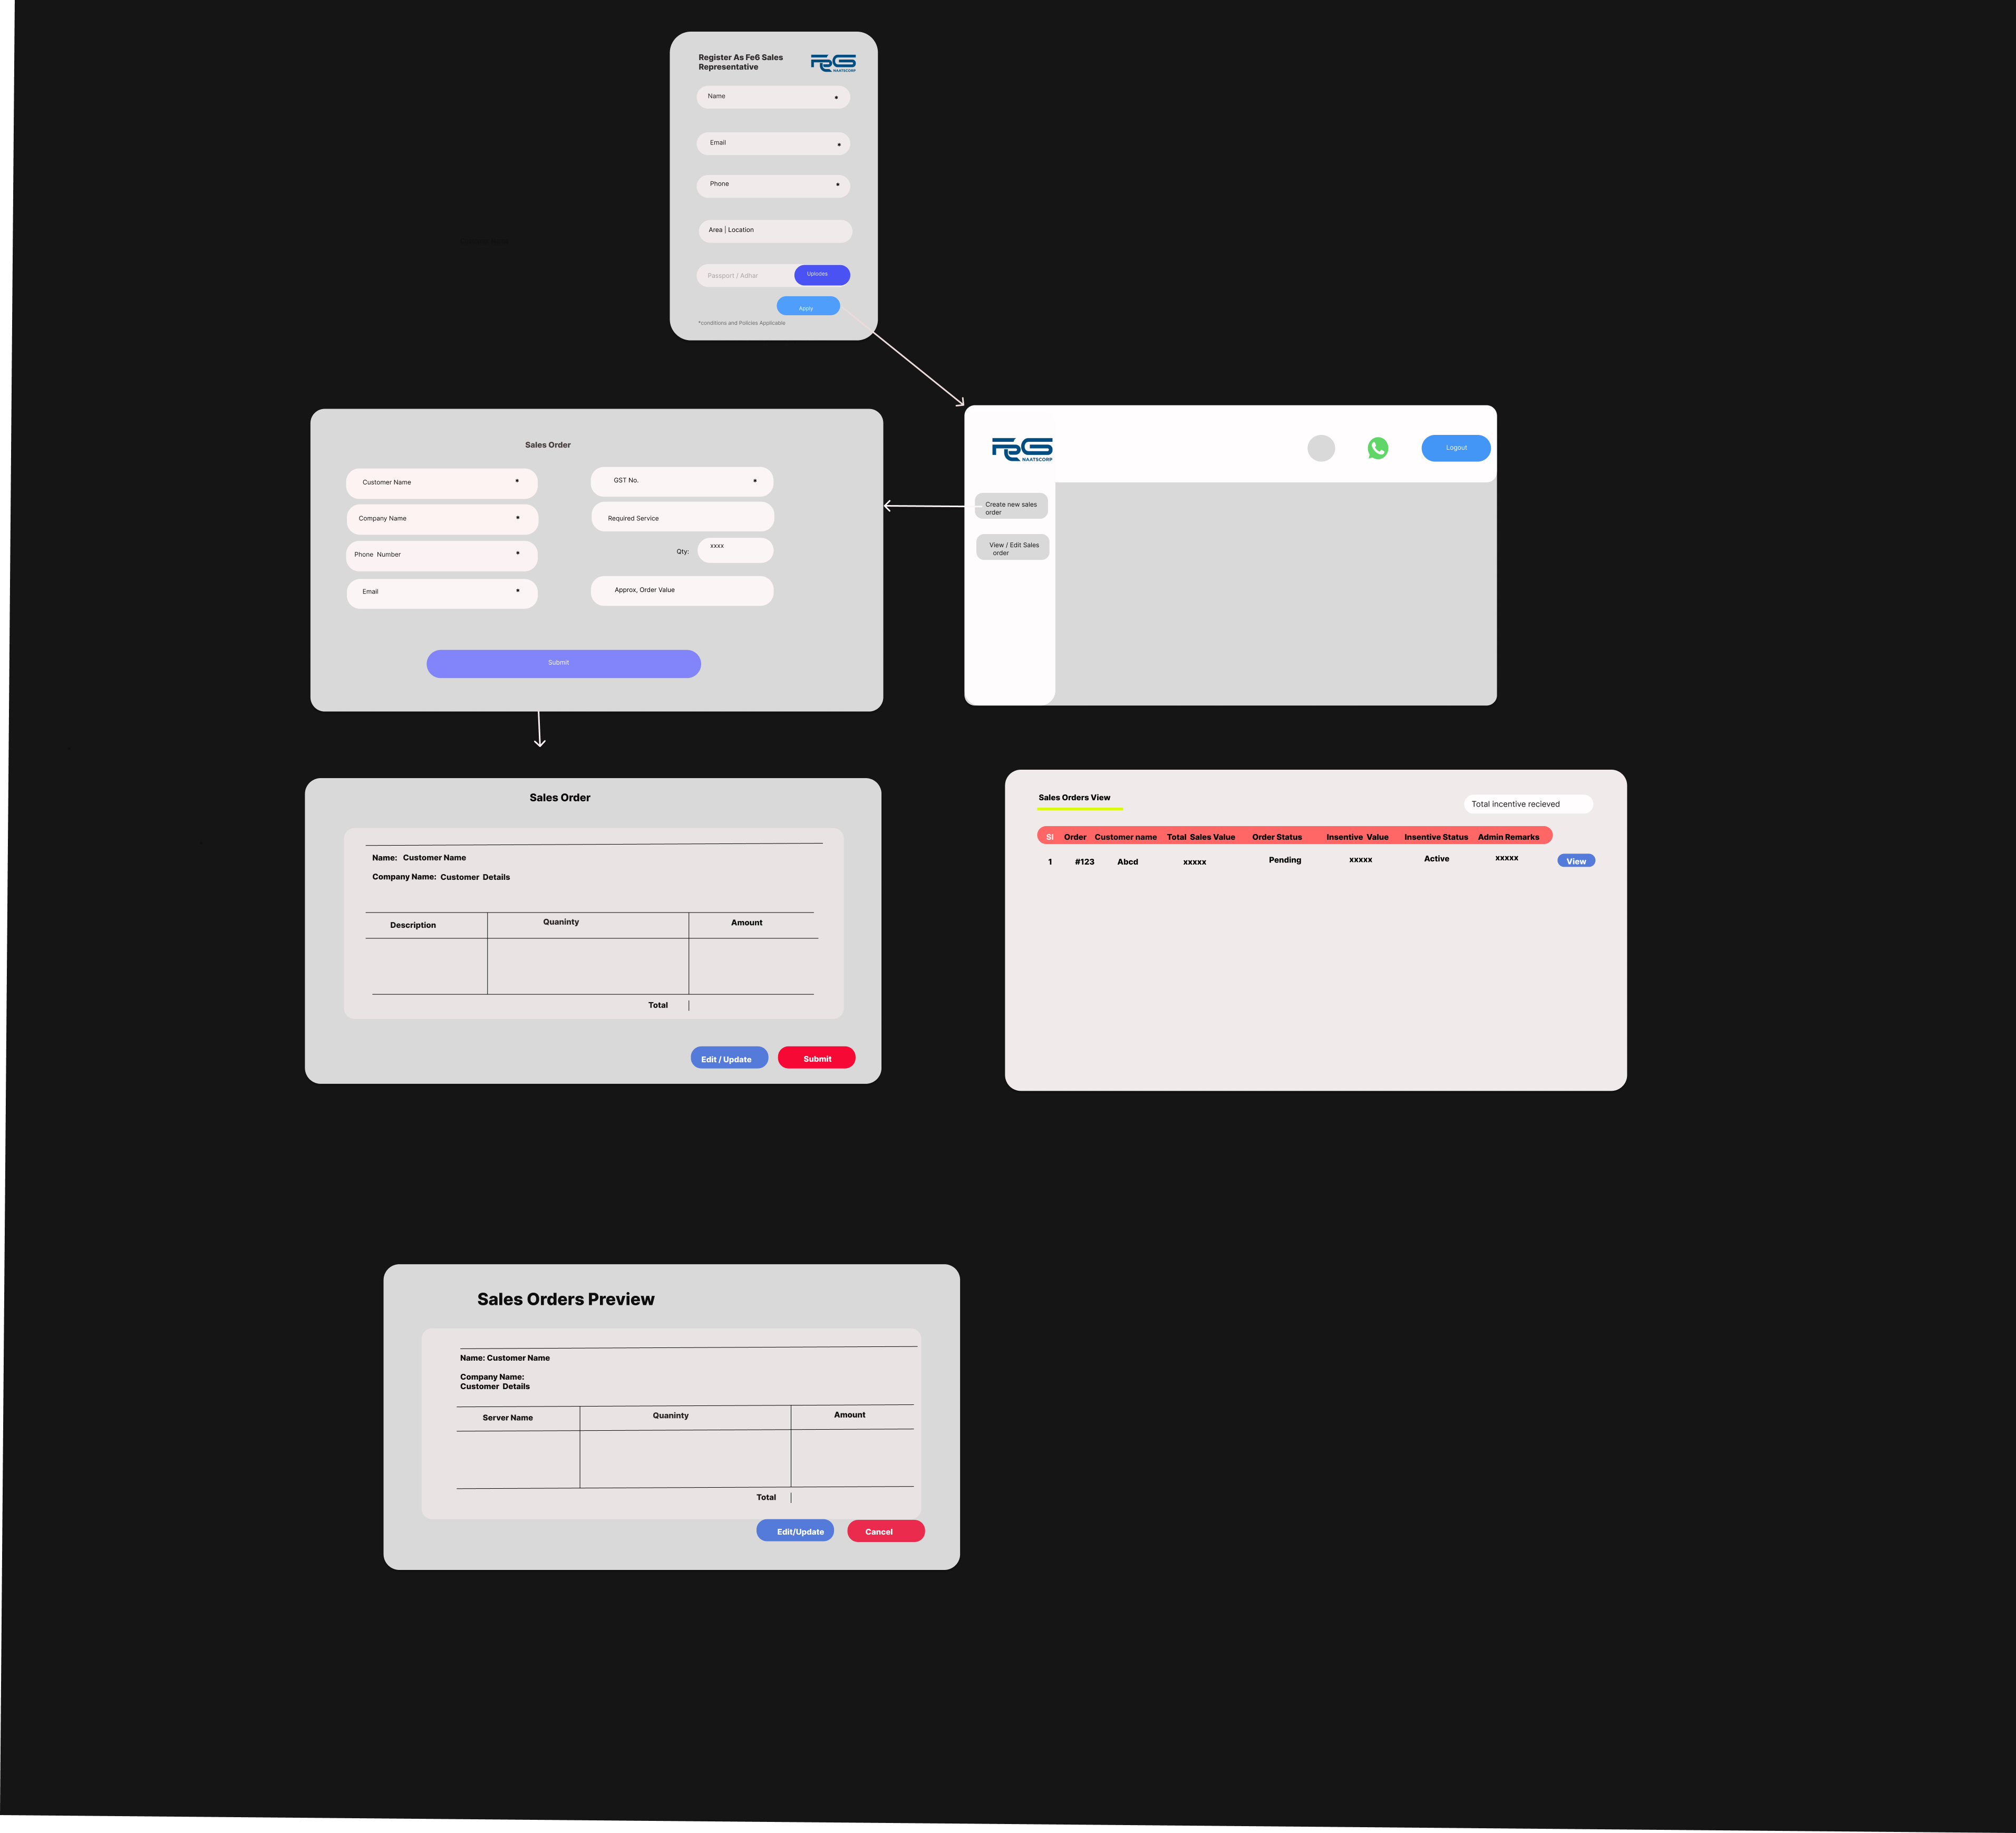 Register As Fe6 Sales
Representative
FeG
NAATSCORP
Name *
Email *
Phone *
Area | Location
Passport / Adhar
Uplodes
Apply
*conditions and Policies Applicable
Sales Order
Customer Name *
GST No. *
Company Name *
Required Service
Phone Number *
Qty: xxxx
Email *
Approx, Order Value
Submit
FeG
NAATSCORP
Logout
Create new sales
order
View / Edit Sales
order
Sales Order
Name: Customer Name
Company Name: Customer Details
Description Quaninty Amount
Total
Edit / Update Submit
Sales Orders View
Total incentive recieved
Sl Order Customer name Total Sales Value Order Status Insentive Value Insentive Status Admin Remarks
1 #123 Abcd xxxxx Pending xxxxx Active xxxxx View
Sales Orders Preview
Name: Customer Name
Company Name:
Customer Details
Server Name Quaninty Amount
Total
Edit/Update Cancel